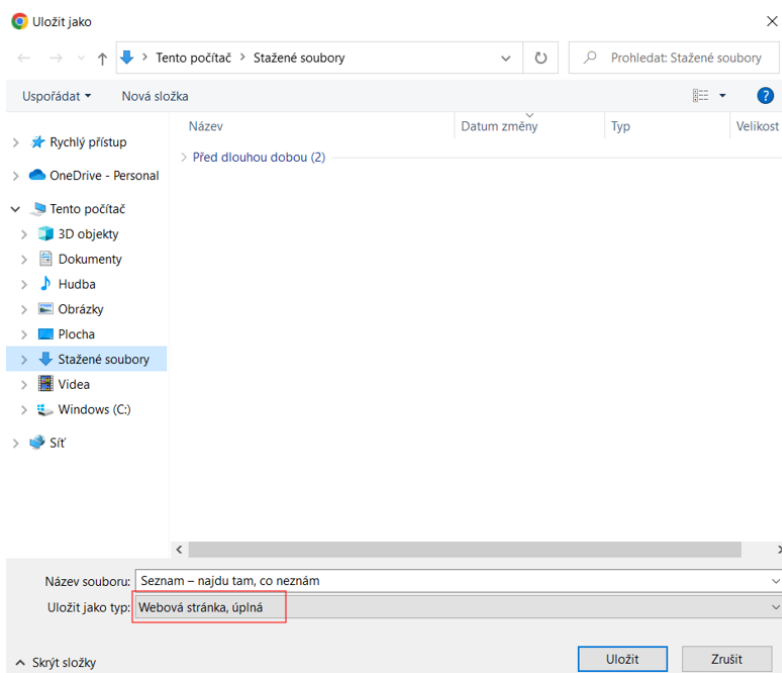 Uložit jako
Tento počítač > Stažené soubory
Prohledat: Stažené soubory
Uspořádat
Nová složka
Název
Datum změny
Typ
Velikost
Rychlý přístup
Před dlouhou dobou (2)
OneDrive - Personal
Tento počítač
3D objekty
Dokumenty
Hudba
Obrázky
Plocha
Stažené soubory
Videa
Windows (C:)
Síť
Název souboru: Seznam – najdu tam, co neznám
Uložit jako typ: Webová stránka, úplná
Skrýt složky
Uložit
Zrušit